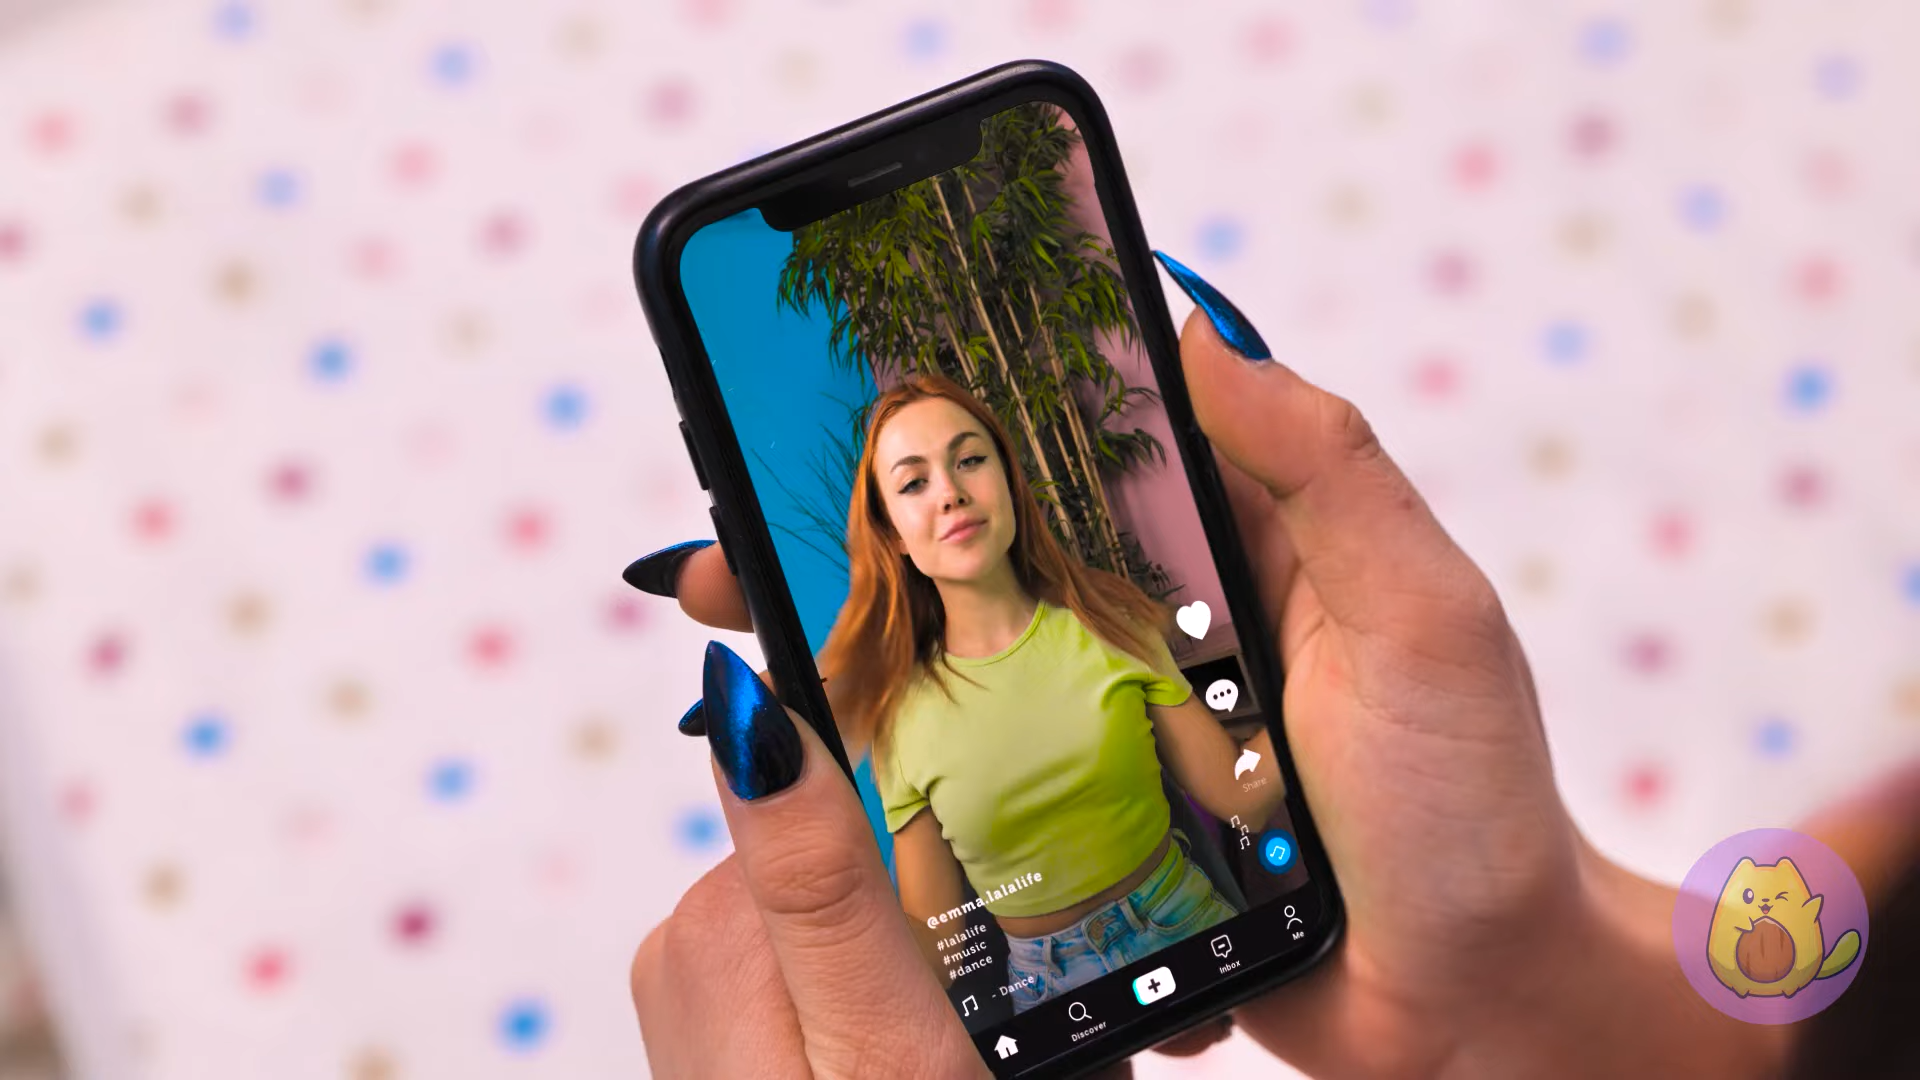 Share
@emma.lalalife
#lalalife
#music
#dance
- Dance
Discover
Inbox
Me